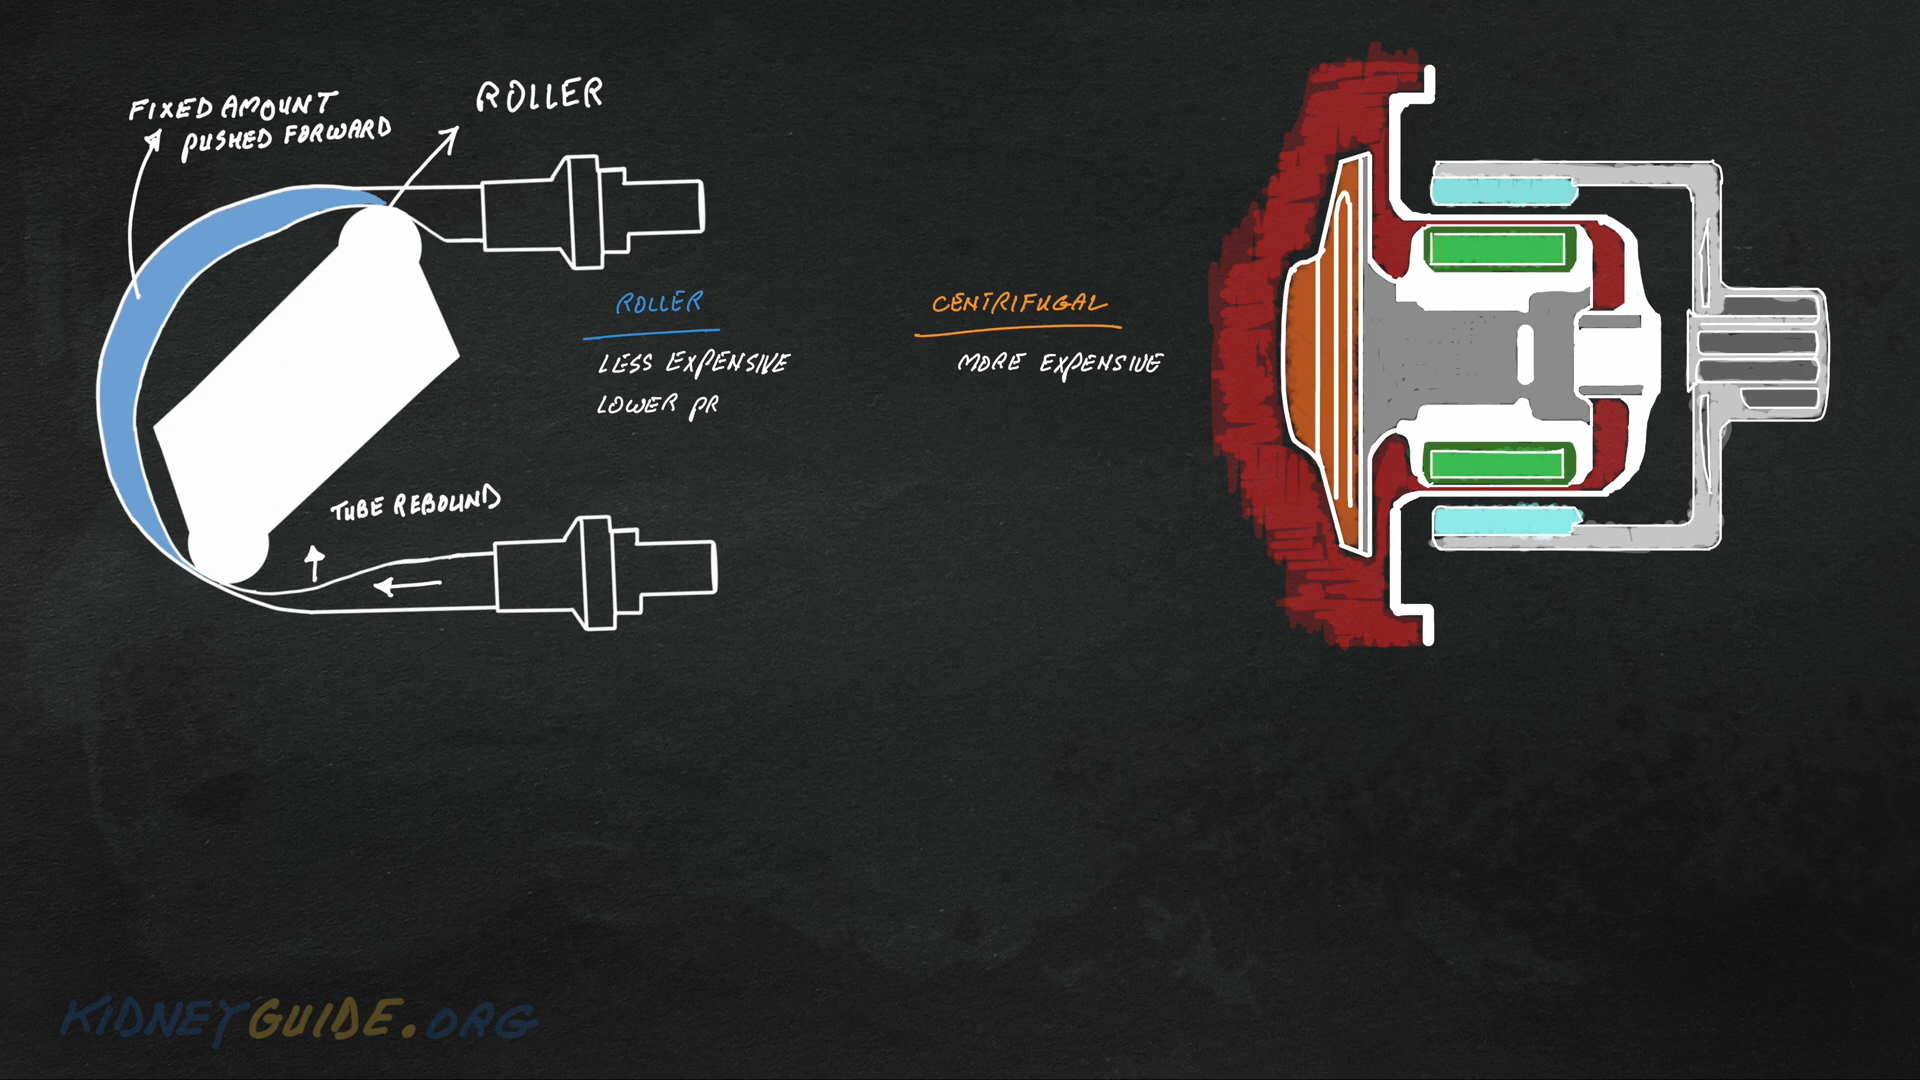 FIXED AMOUNT
PUSHED FORWARD
ROLLER
ROLLER
LESS EXPENSIVE
LOWER PR
CENTRIFUGAL
MORE EXPENSIVE
TUBE REBOUND
KIDNEYGUIDE.ORG